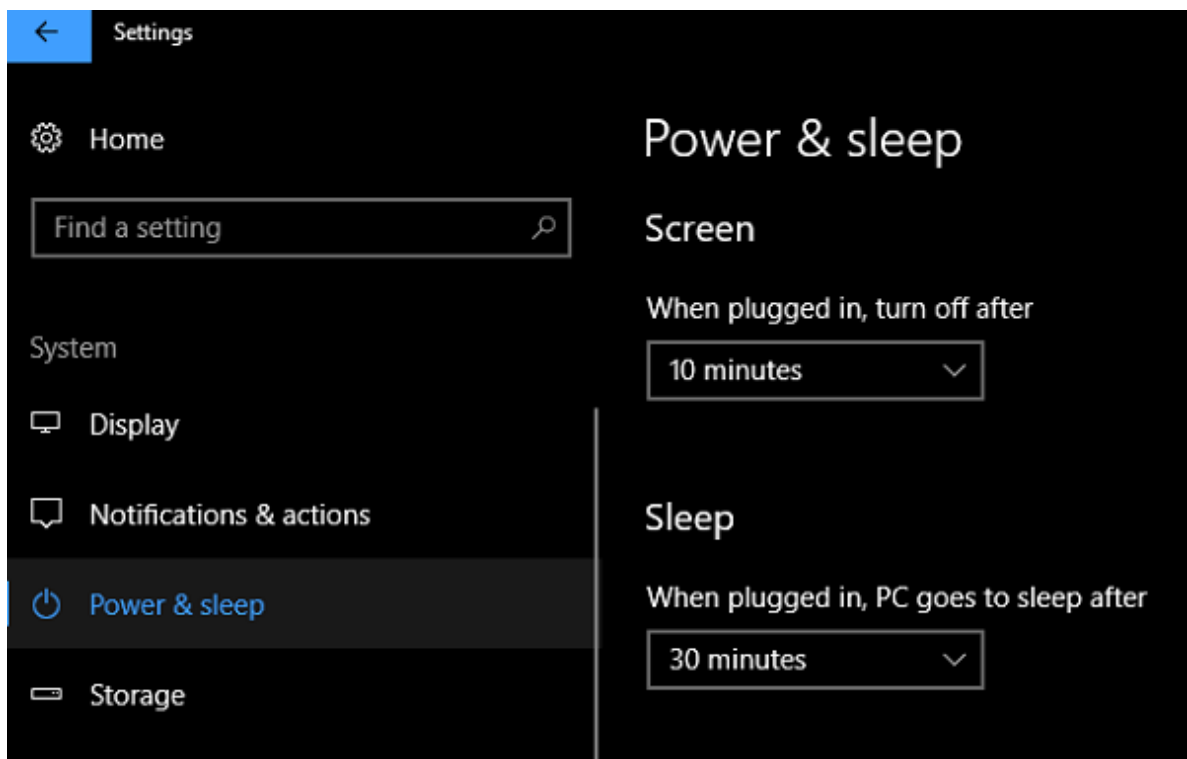 Settings
Home
Find a setting
System
Display
Notifications & actions
Power & sleep
Storage
Power & sleep
Screen
When plugged in, turn off after
10 minutes
Sleep
When plugged in, PC goes to sleep after
30 minutes